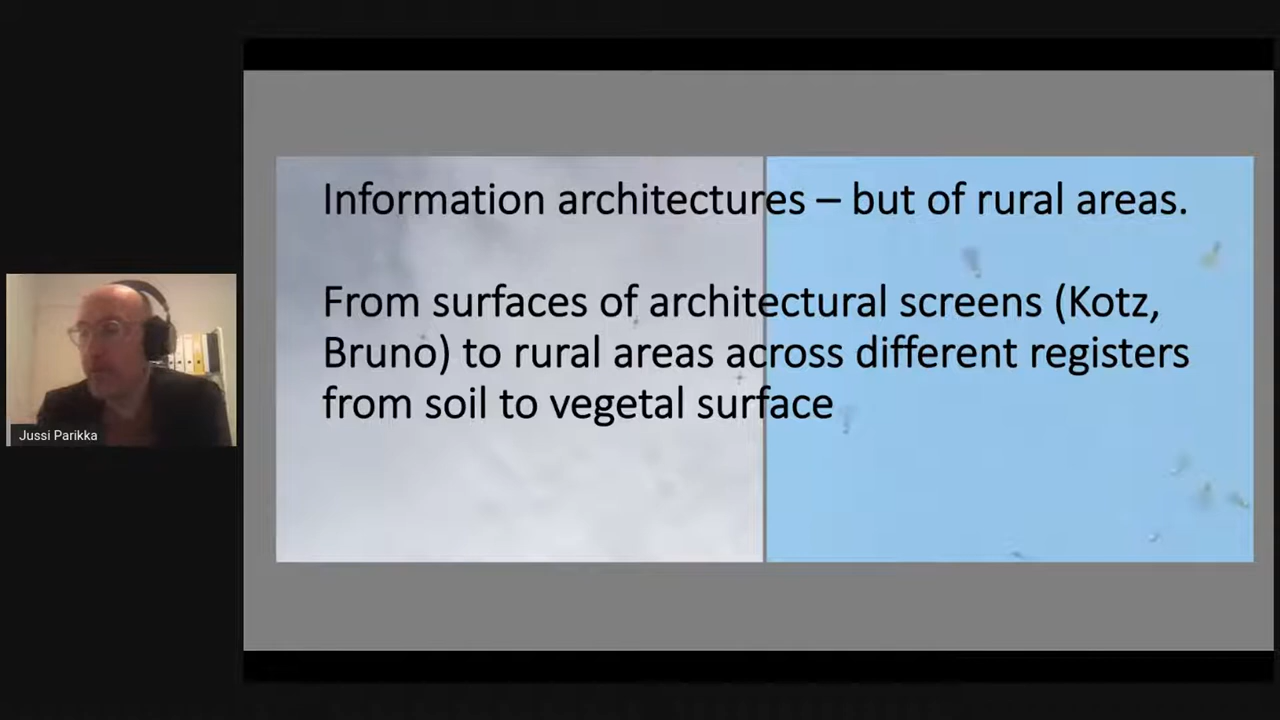 Information architectures – but of rural areas.
From surfaces of architectural screens (Kotz,
Bruno) to rural areas across different registers
from soil to vegetal surface
Jussi Parikka